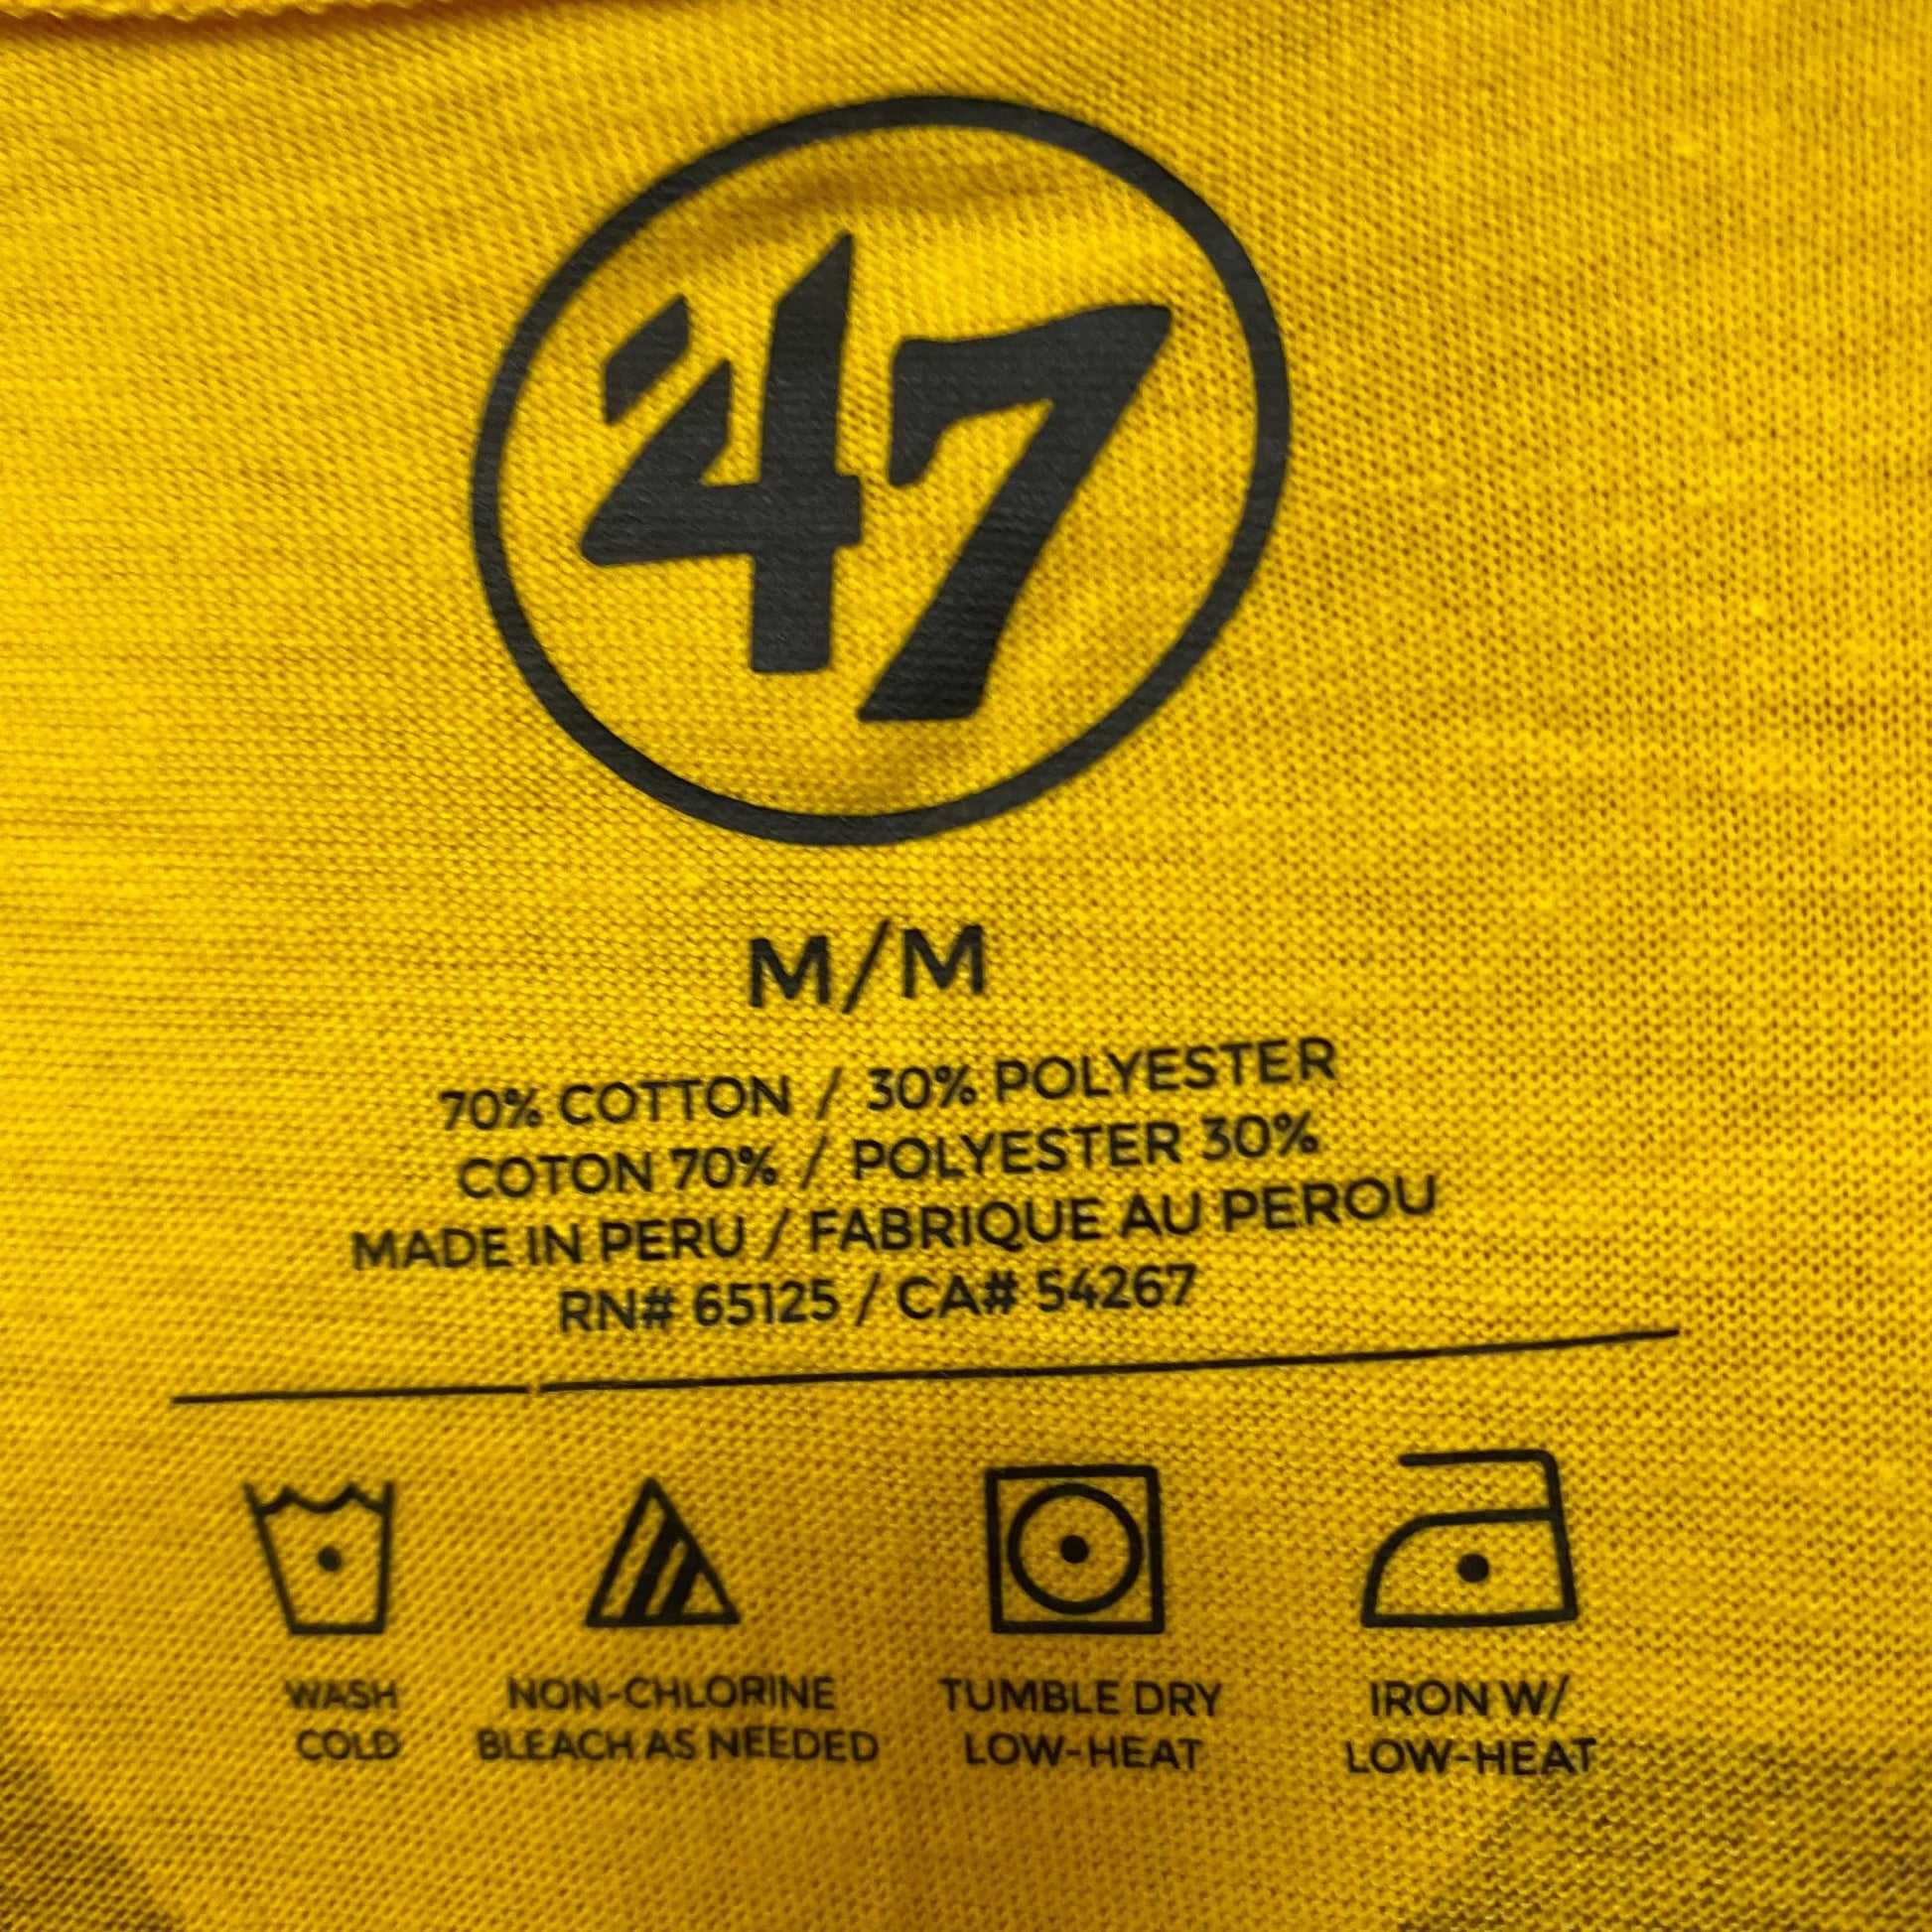 '47
M/M
70% COTTON / 30% POLYESTER
COTON 70% / POLYESTER 30%
MADE IN PERU / FABRIQUE AU PEROU
RN# 65125 / CA# 54267
WASH COLD
NON-CHLORINE BLEACH AS NEEDED
TUMBLE DRY LOW-HEAT
IRON W/ LOW-HEAT